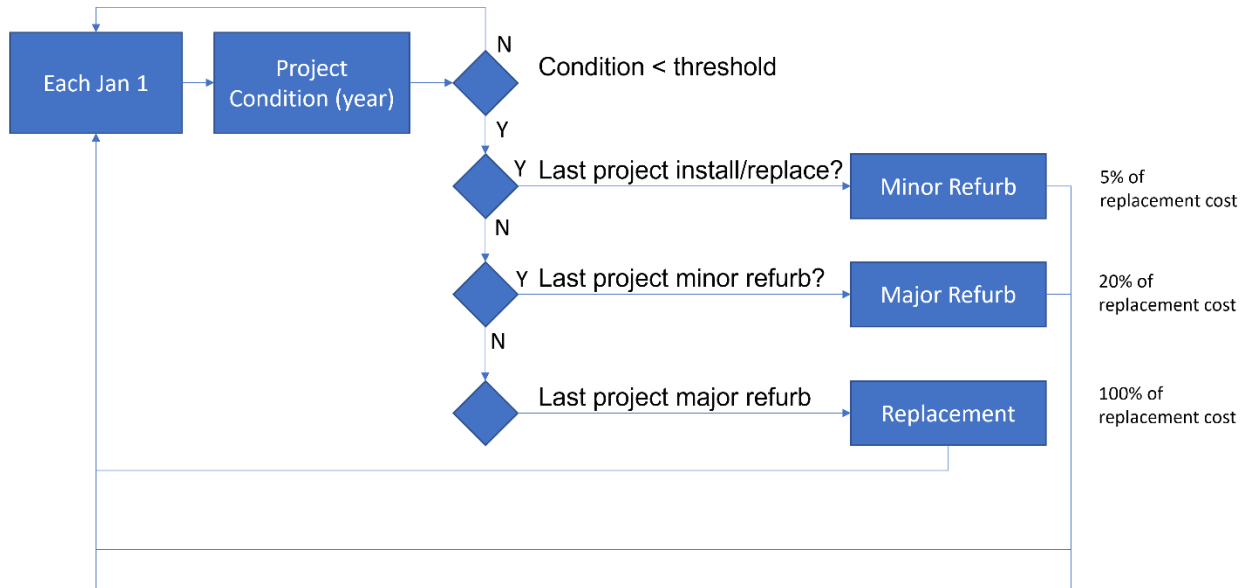 N
Each Jan 1
Project
Condition (year)
Condition < threshold
Y
Y
Last project install/replace?
Minor Refurb
5% of
replacement cost
N
Y
Last project minor refurb?
Major Refurb
20% of
replacement cost
N
Last project major refurb
Replacement
100% of
replacement cost